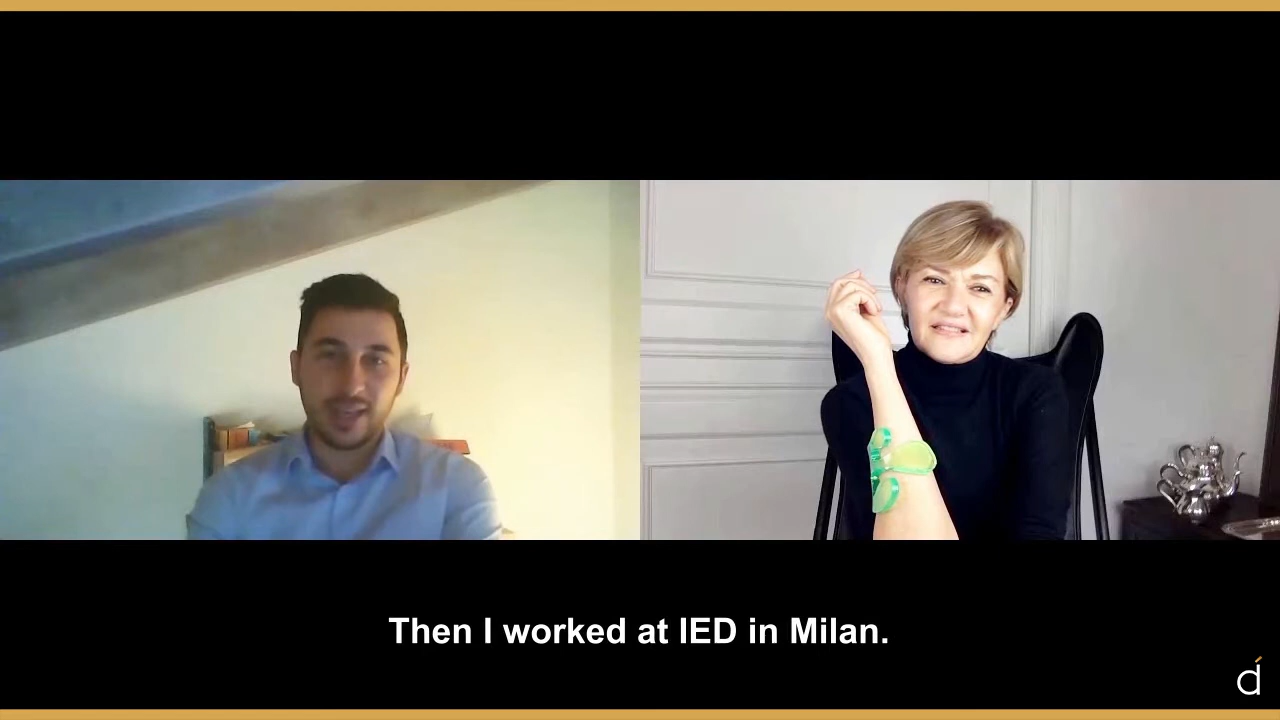 Then I worked at IED in Milan.
d́